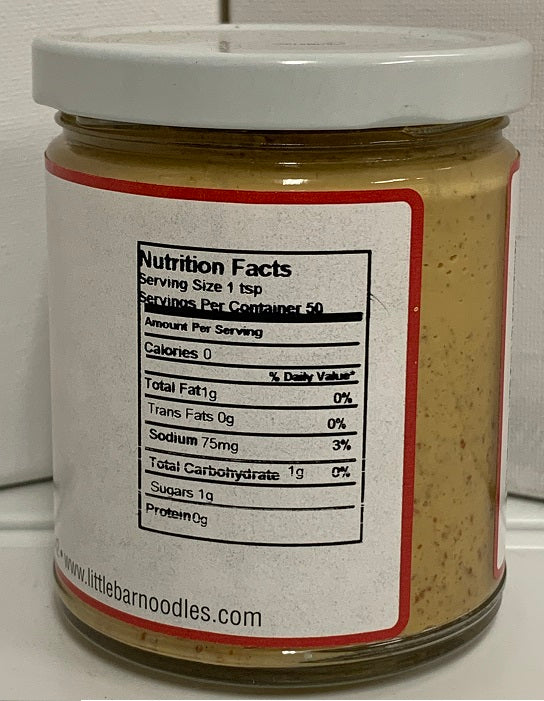 Nutrition Facts
Serving Size 1 tsp
Servings Per Container 50
Amount Per Serving
Calories 0
% Daily Value*
Total Fat1g 0%
Trans Fats 0g 0%
Sodium 75mg 3%
Total Carbohydrate 1g 0%
Sugars 1g
Protein0g
• www.littlebarnoodles.com